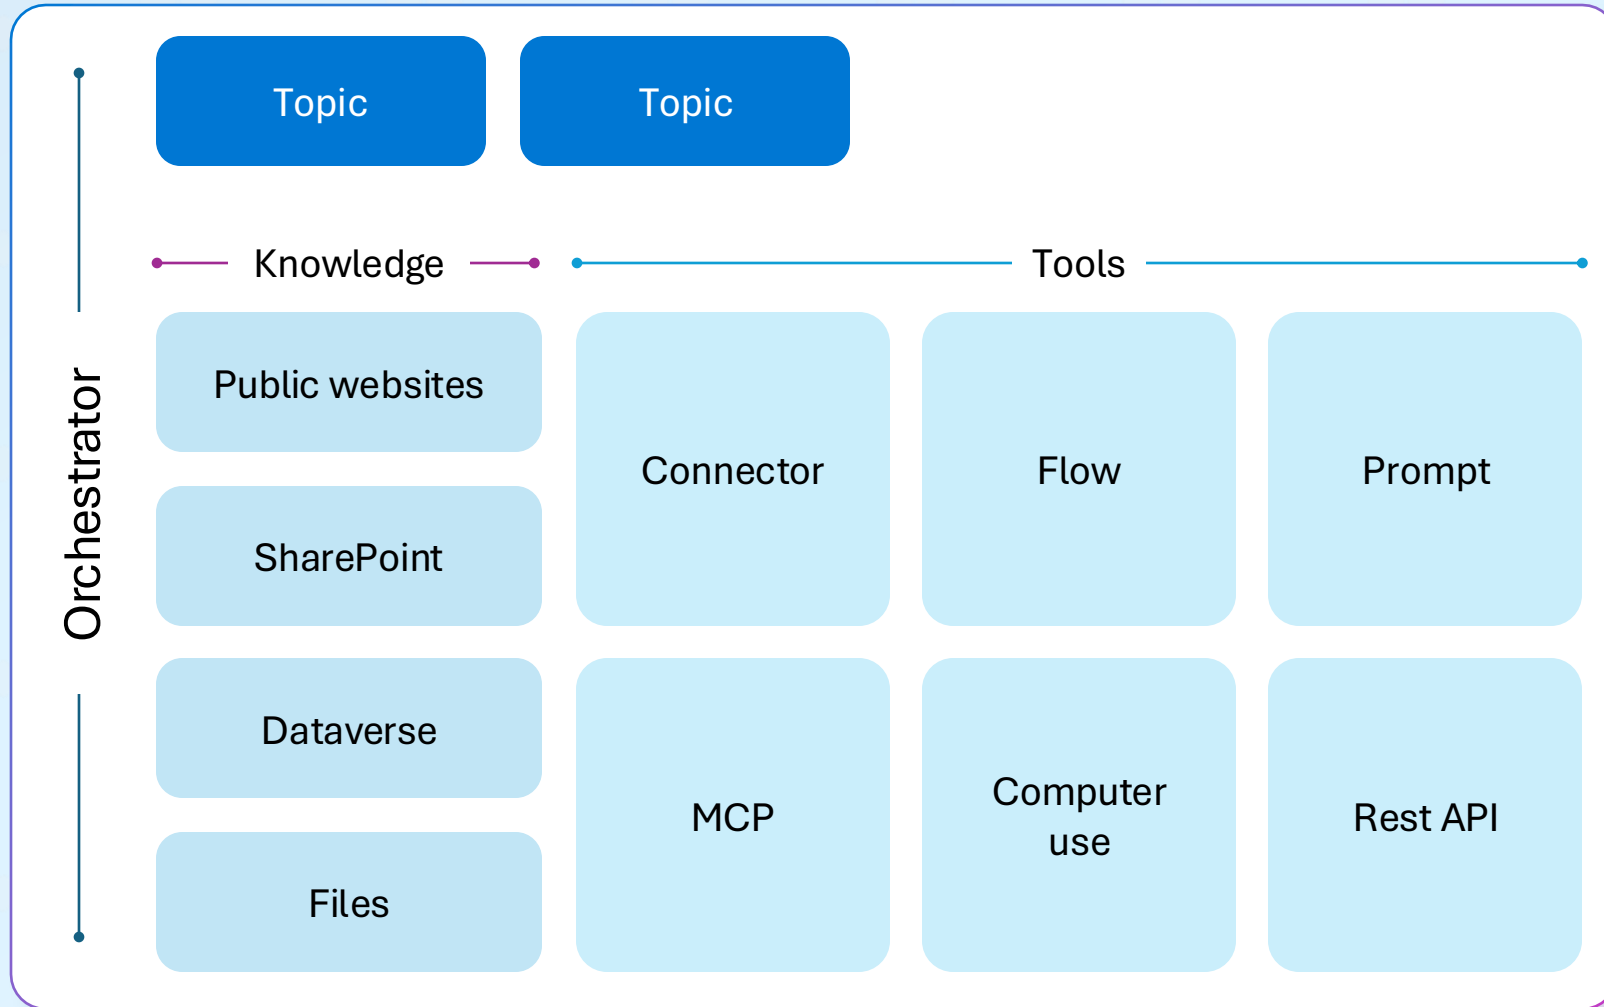 Topic
Topic
Orchestrator
Knowledge
Tools
Public websites
SharePoint
Dataverse
Files
Connector
Flow
Prompt
MCP
Computer
use
Rest API